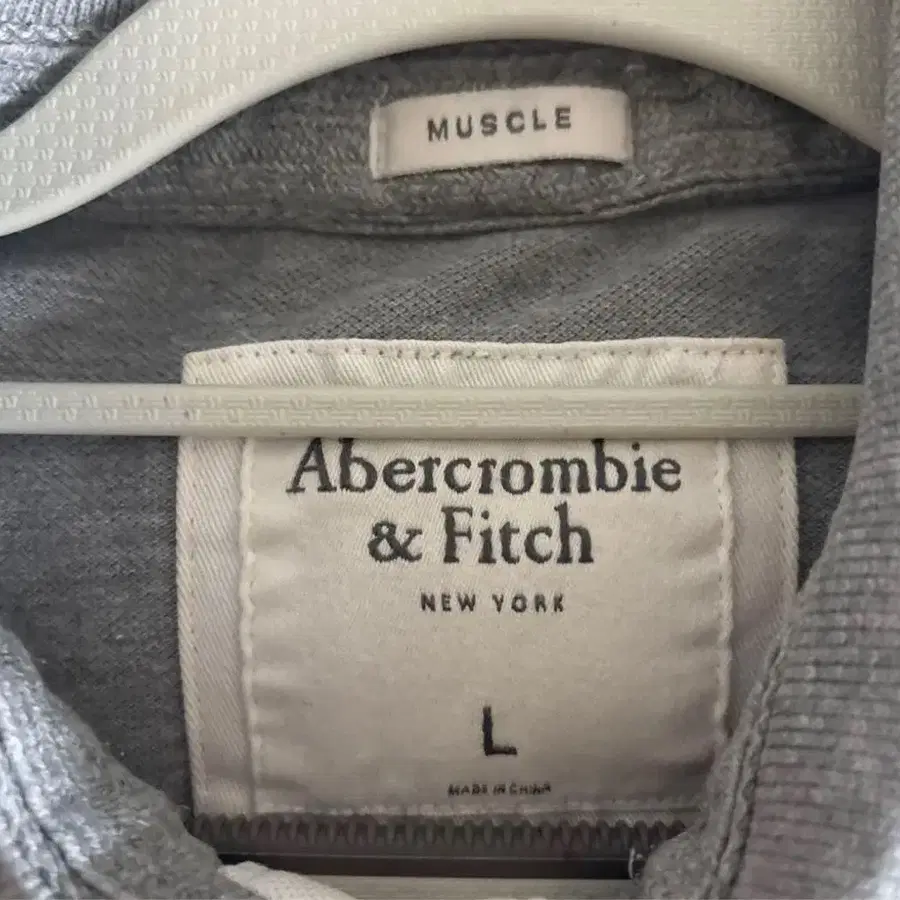 MUSCLE
Abercrombie
& Fitch
NEW YORK
L
MADE IN CHINA